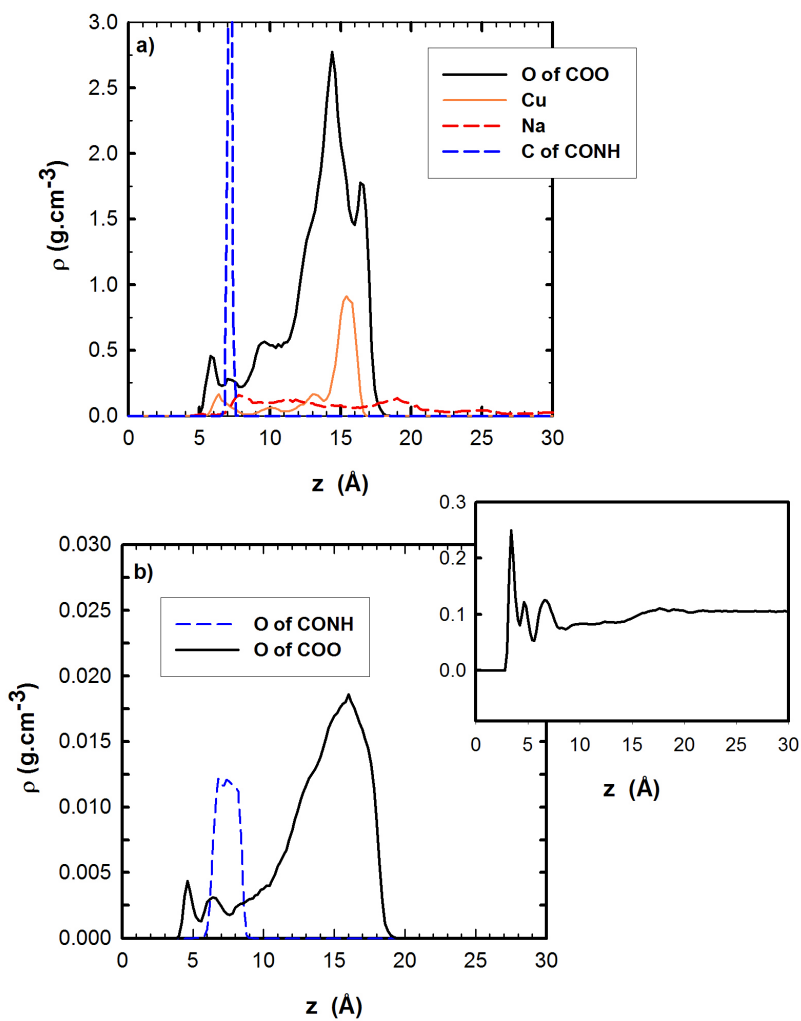 a)
3.0
2.5
2.0
1.5
1.0
0.5
0.0
ρ (g.cm-3)
0 5 10 15 20 25 30
z (Å)
O of COO
Cu
Na
C of CONH
b)
0.030
0.025
0.020
0.015
0.010
0.005
0.000
ρ (g.cm-3)
0 5 10 15 20 25 30
z (Å)
O of CONH
O of COO
0.3
0.2
0.1
0.0
0 5 10 15 20 25 30
z (Å)